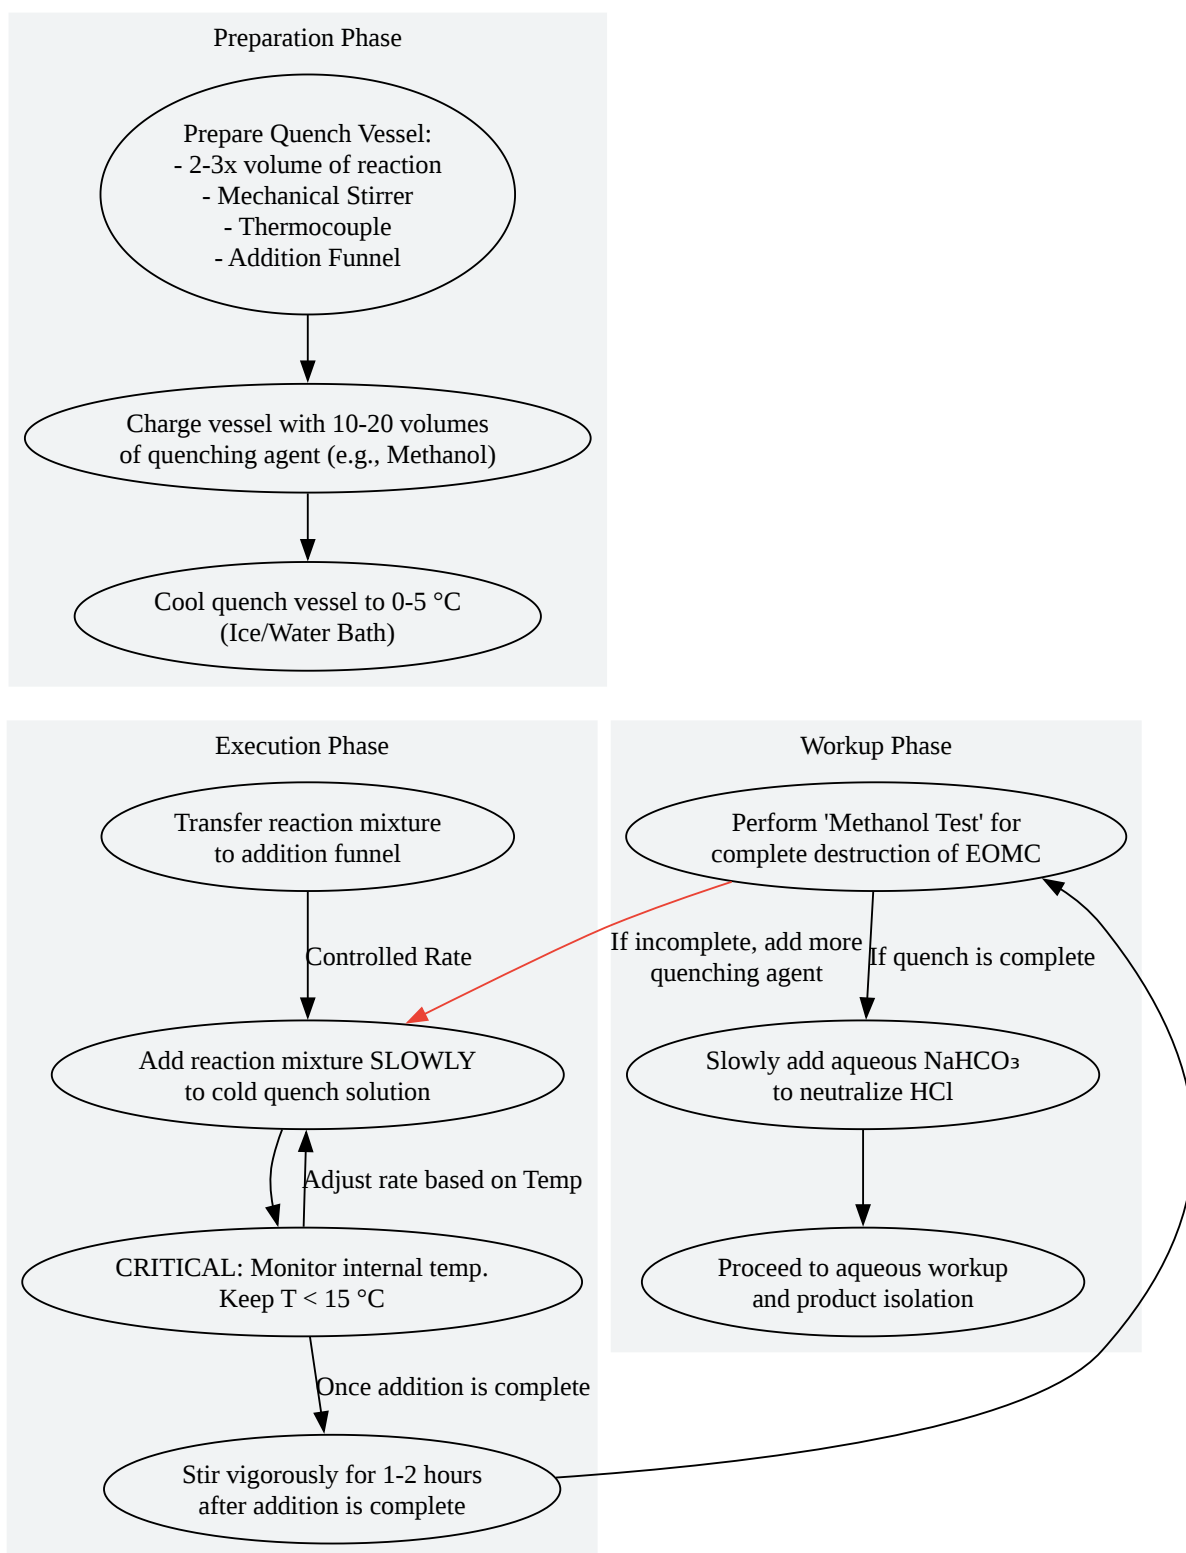 Preparation Phase
Prepare Quench Vessel:
- 2-3x volume of reaction
- Mechanical Stirrer
- Thermocouple
- Addition Funnel
Charge vessel with 10-20 volumes
of quenching agent (e.g., Methanol)
Cool quench vessel to 0-5 °C
(Ice/Water Bath)
Execution Phase
Transfer reaction mixture
to addition funnel
Controlled Rate
Add reaction mixture SLOWLY
to cold quench solution
Adjust rate based on Temp
CRITICAL: Monitor internal temp.
Keep T < 15 °C
Once addition is complete
Stir vigorously for 1-2 hours
after addition is complete
Workup Phase
Perform 'Methanol Test' for
complete destruction of EOMC
If incomplete, add more
quenching agent
If quench is complete
Slowly add aqueous NaHCO₃
to neutralize HCl
Proceed to aqueous workup
and product isolation